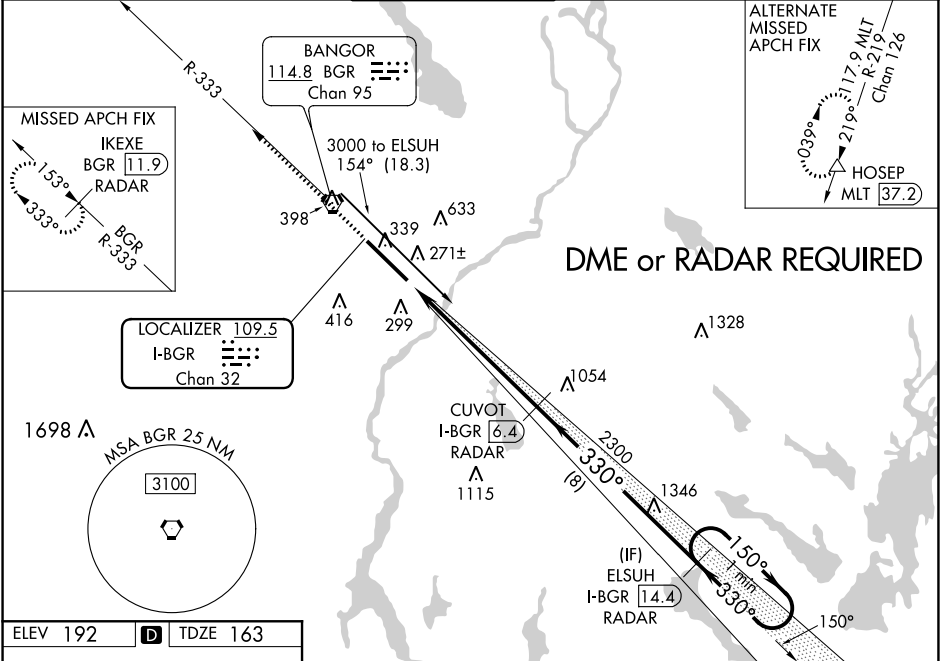 ALTERNATE
MISSED
APCH FIX
117.9 MLT
R-219
Chan 126
039°
219°
HOSEP
MLT 37.2
R-333
BANGOR
114.8 BGR
Chan 95
MISSED APCH FIX
IKEXE
BGR 11.9
RADAR
153°
333°
BGR
R-333
3000 to ELSUH
154° (18.3)
398
339
633
271±
DME or RADAR REQUIRED
416
299
1328
LOCALIZER 109.5
I-BGR
Chan 32
1054
CUVOT
I-BGR 6.4
RADAR
1698
MSA BGR 25 NM
3100
1115
2300
330°
(8)
1346
(IF)
ELSUH
I-BGR 14.4
RADAR
150°
1 min
330°
150°
ELEV 192 D TDZE 163